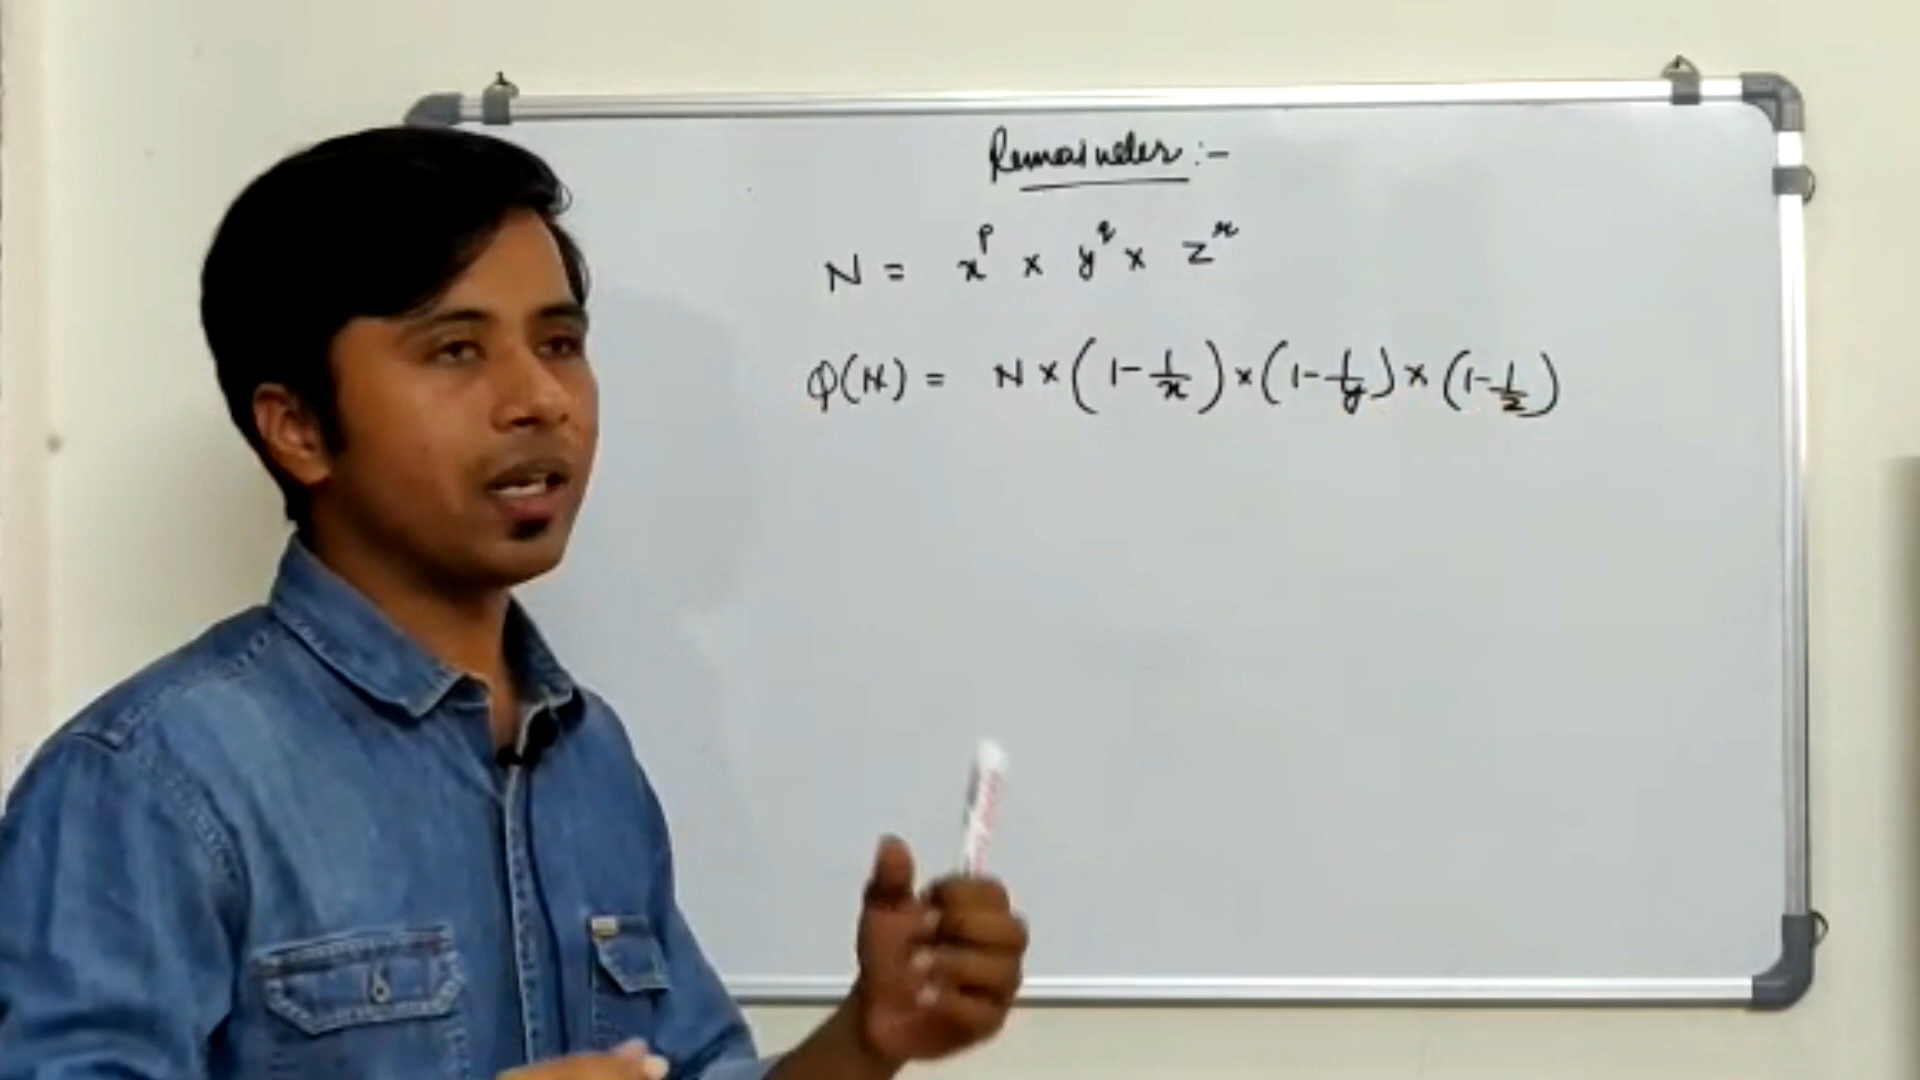 Remainder :-
N = x^p × y^q × z^r
φ(N) = N × (1 - 1/x) × (1 - 1/y) × (1 - 1/z)